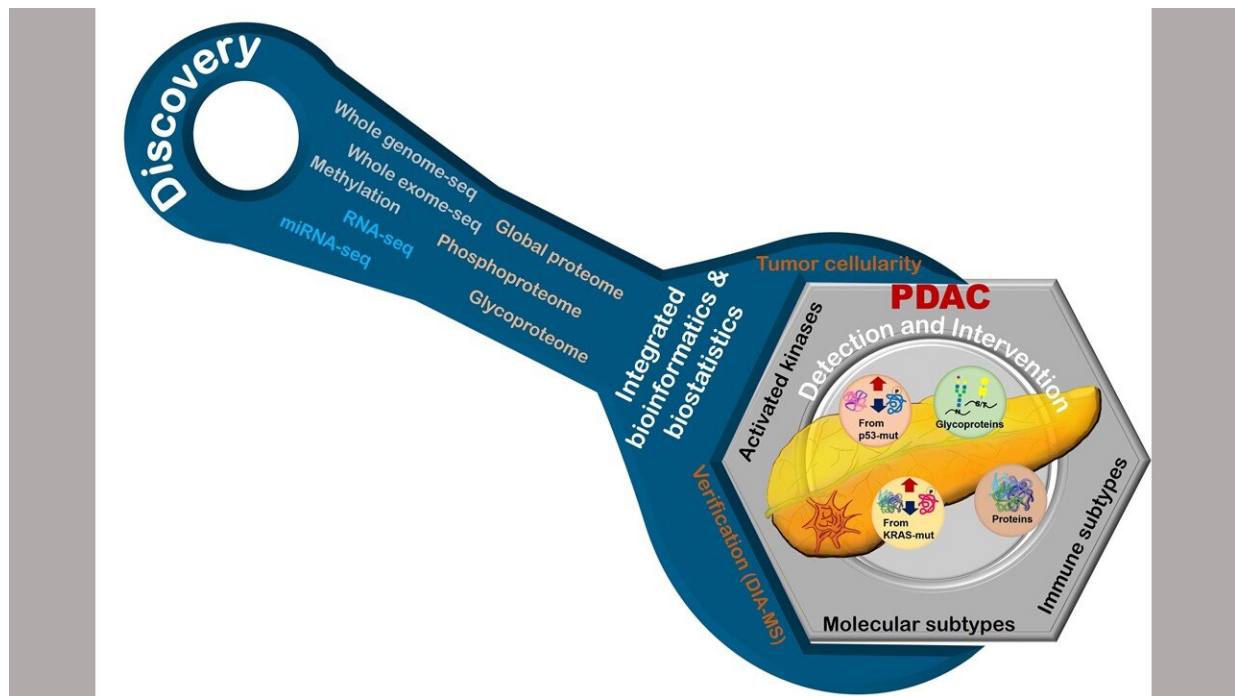 Discovery
Whole genome-seq
Whole exome-seq
Methylation
RNA-seq
miRNA-seq
Global proteome
Phosphoproteome
Glycoproteome
Integrated
bioinformatics &
biostatistics
Tumor cellularity
Verification (DIA-MS)
PDAC
Detection and Intervention
Activated kinases
Immune subtypes
Molecular subtypes
From
p53-mut
Glycoproteins
From
KRAS-mut
Proteins